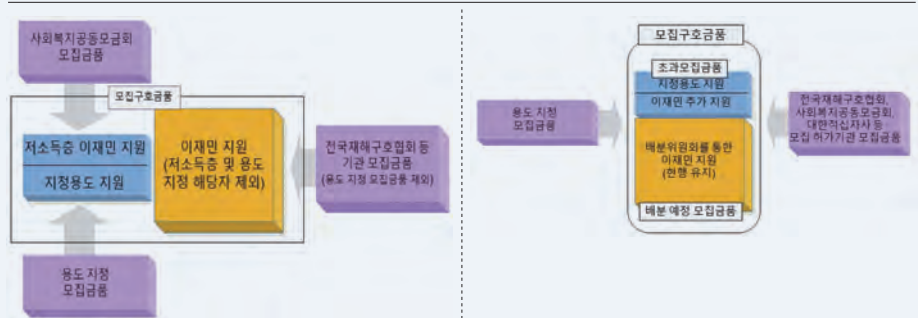 사회복지공동모금회
모집금품
모집구호금품
저소득층 이재민 지원
지정용도 지원
이재민 지원
(저소득층 및 용도
지정 해당자 제외)
전국재해구호협회 등
기관 모집금품
(용도 지정 모집금품 제외)
용도 지정
모집금품
모집구호금품
초과모집금품
지정용도 지원
이재민 추가 지원
용도 지정
모집금품
배분위원회를 통한
이재민 지원
(현행 유지)
배분 예정 모집금품
전국재해구호협회,
사회복지공동모금회,
대한적십자사 등
모집 허가기관 모집금품